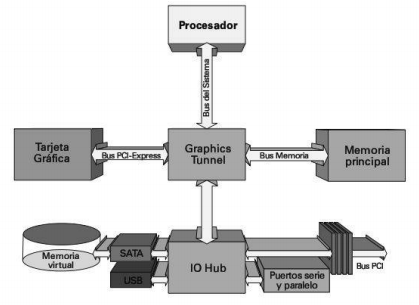 Procesador
Bus del Sistema
Tarjeta
Gráfica
Bus PCI-Express
Graphics
Tunnel
Bus Memoria
Memoria
principal
Memoria
virtual
SATA
USB
IO Hub
Puertos serie
y paralelo
Bus PCI